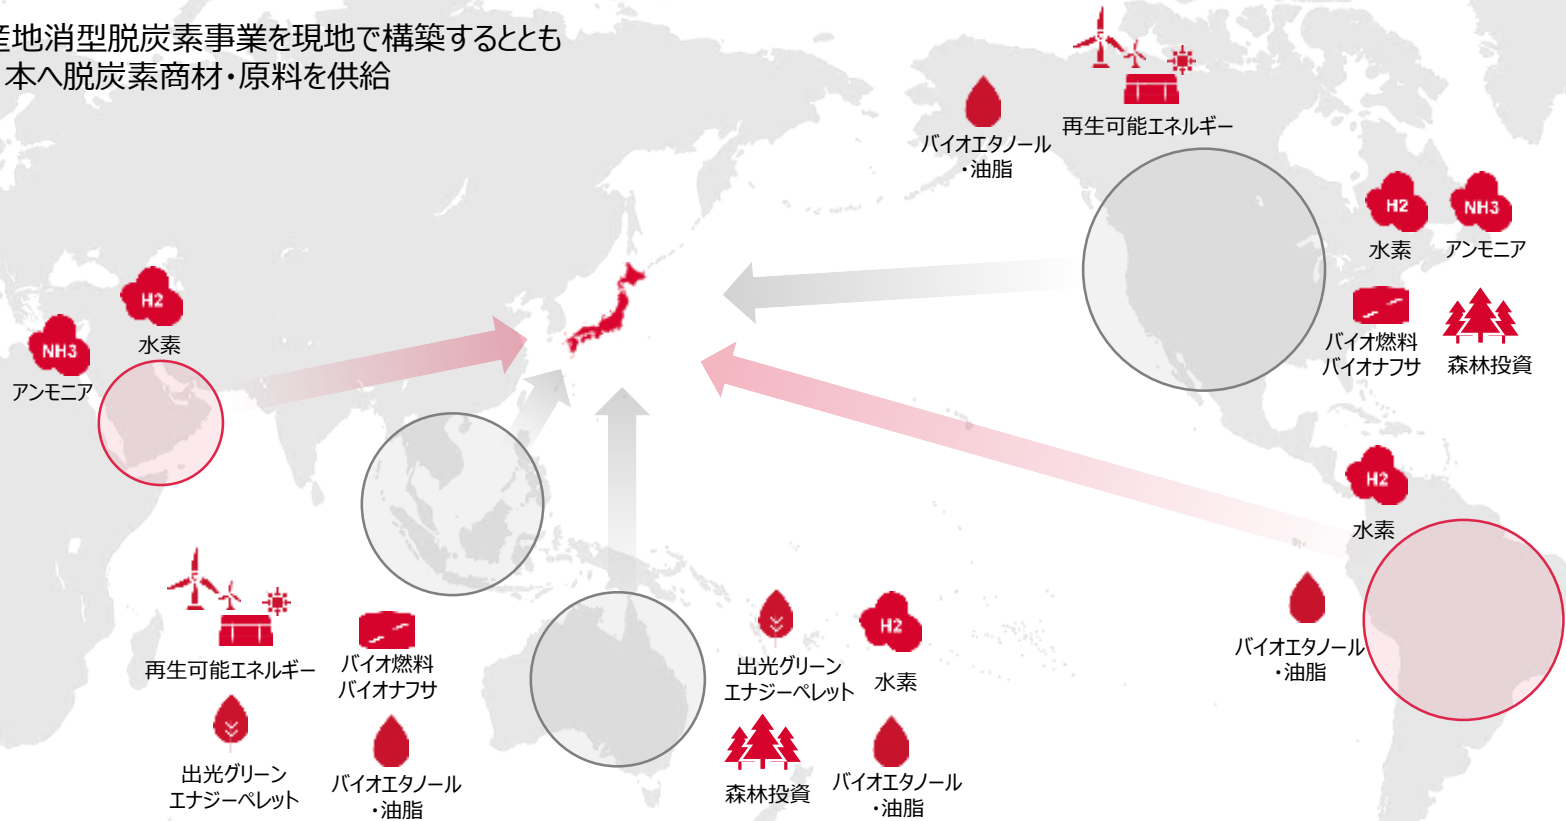 産地消型脱炭素事業を現地で構築するととも
本へ脱炭素商材・原料を供給
バイオエタノール
・油脂
再生可能エネルギー
H2
水素
NH3
アンモニア
バイオ燃料
バイオナフサ
森林投資
H2
水素
NH3
アンモニア
H2
水素
バイオエタノール
・油脂
再生可能エネルギー
バイオ燃料
バイオナフサ
出光グリーン
エナジーペレット
バイオエタノール
・油脂
出光グリーン
エナジーペレット
H2
水素
森林投資
バイオエタノール
・油脂